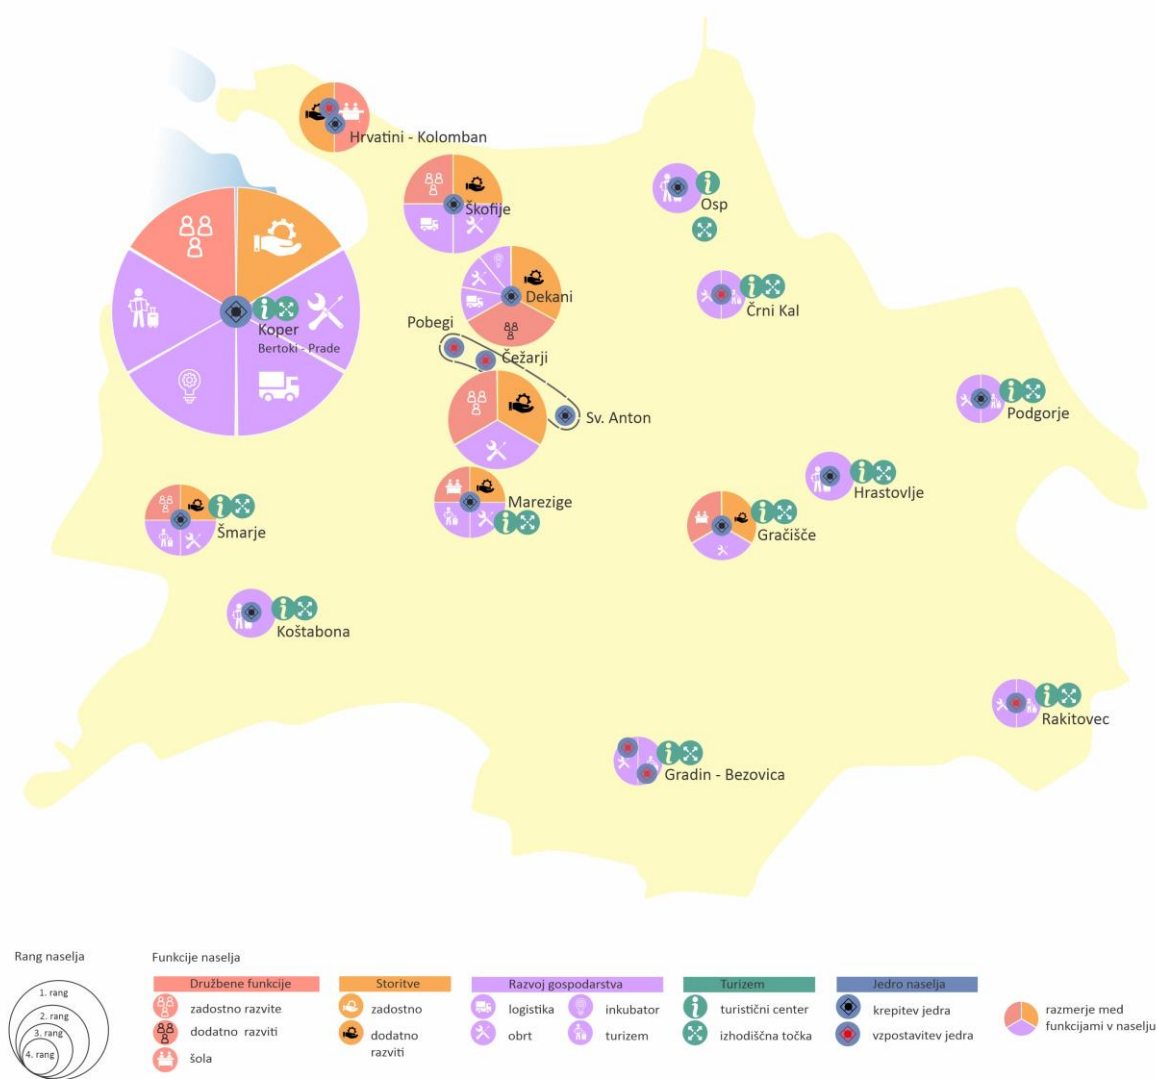 Hrvatini - Kolomban
Škofije
Osp
Dekani
Črni Kal
Koper
Bertoki - Prade
Pobegi
Čežarji
Sv. Anton
Podgorje
Hrastovlje
Marezige
Šmarje
Gračišče
Koštabona
Rakitovec
Gradin - Bezovica
Rang naselja
1. rang
2. rang
3. rang
4. rang
Funkcije naselja
Družbene funkcije
zadostno razvite
dodatno razviti
šola
Storitve
zadostno
dodatno
razviti
Razvoj gospodarstva
logistika
inkubator
obrt
turizem
Turizem
turistični center
izhodiščna točka
Jedro naselja
krepitev jedra
vzpostavitev jedra
razmerje med
funkcijami v naselju